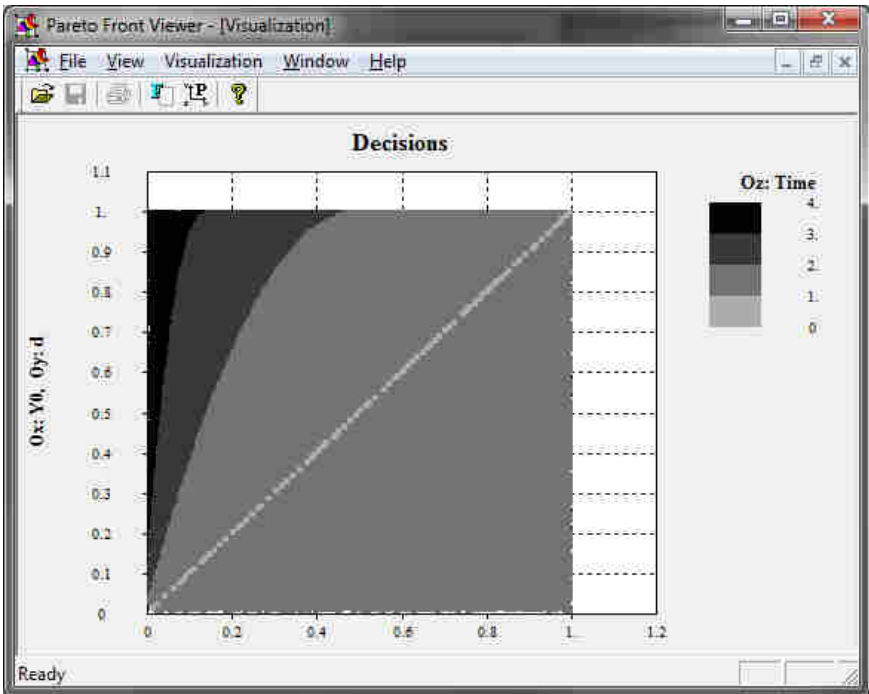 Pareto Front Viewer - [Visualization]
File View Visualization Window Help
Decisions
Oz: Time
4.
3.
2.
1.
0
Ox: Y0, Oy: d
1.1
1.
0.9
0.8
0.7
0.6
0.5
0.4
0.3
0.2
0.1
0
0. 0.2 0.4 0.6 0.8 1. 1.2
Ready